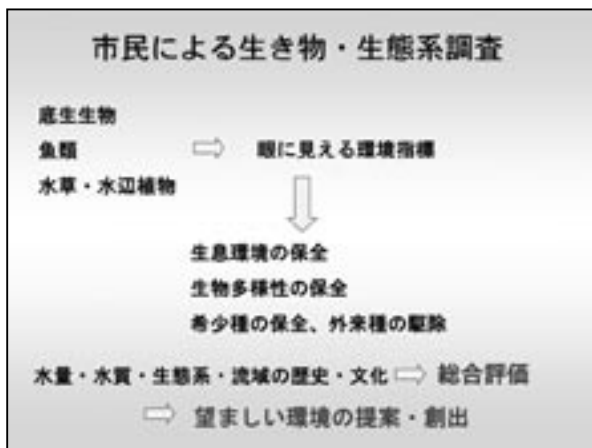 市民による生き物・生態系調査
底生生物
魚類 ⇨ 眼に見える環境指標
水草・水辺植物
生息環境の保全
生物多様性の保全
希少種の保全、外来種の駆除
水量・水質・生態系・流域の歴史・文化 ⇨ 総合評価
⇨ 望ましい環境の提案・創出